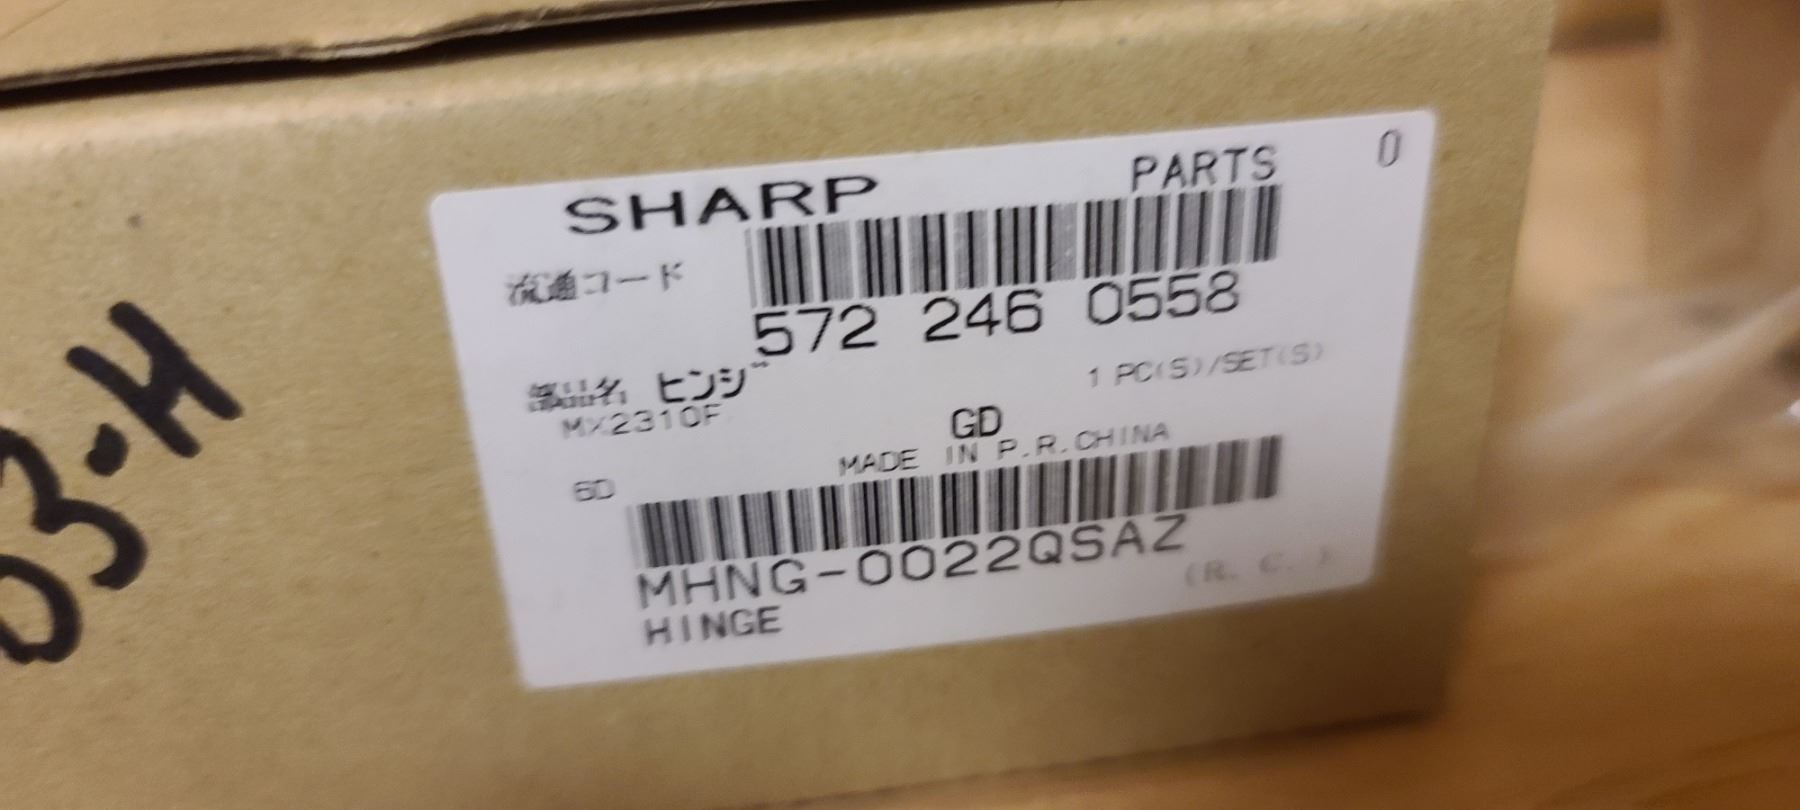 SHARP PARTS 0
流通コード
572 246 0558
部品名 ヒンジ 1 PC(S)/SET(S)
MX2310F GD
MADE IN P.R.CHINA
MHNG-0022QSAZ
HINGE (R. C. )
03-H